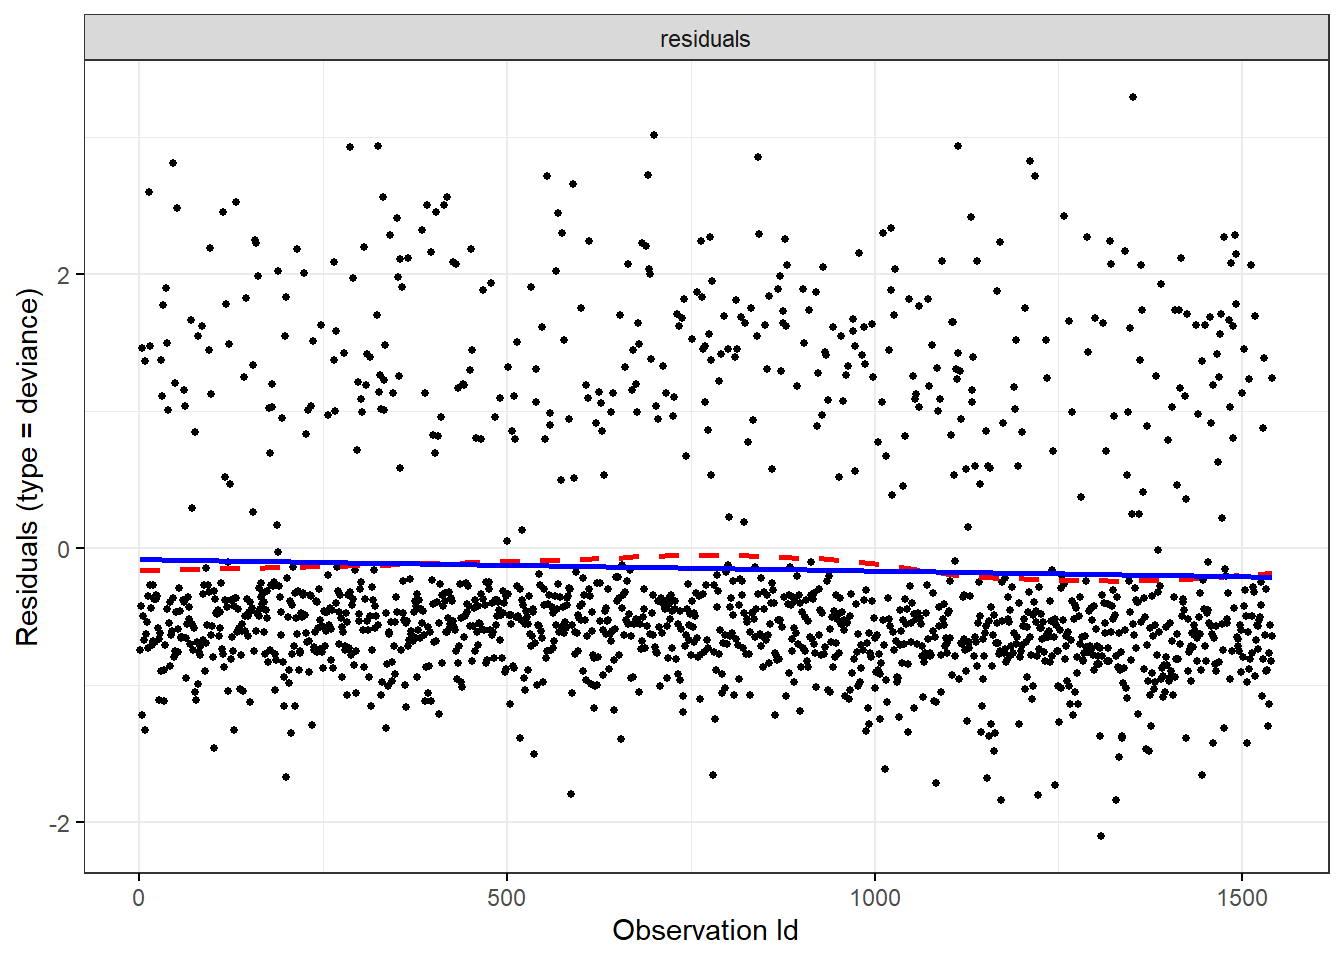 residuals
Residuals (type = deviance)
2
0
-2
0
500
1000
1500
Observation Id